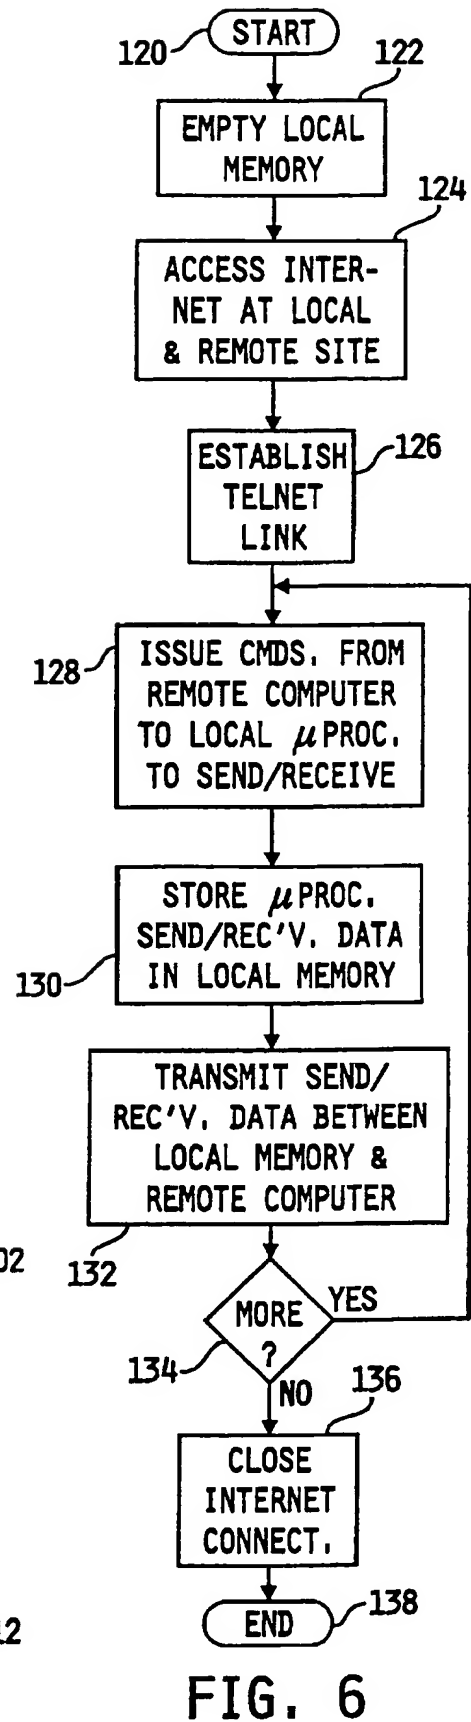 START
120
122
EMPTY LOCAL
MEMORY
124
ACCESS INTER-
NET AT LOCAL
& REMOTE SITE
ESTABLISH
TELNET
LINK
126
128
ISSUE CMDS. FROM
REMOTE COMPUTER
TO LOCAL μPROC.
TO SEND/RECEIVE
STORE μPROC.
SEND/REC'V. DATA
IN LOCAL MEMORY
130
TRANSMIT SEND/
REC'V. DATA BETWEEN
LOCAL MEMORY &
REMOTE COMPUTER
02
132
MORE
?
YES
134
NO
136
CLOSE
INTERNET
CONNECT.
END
138
12
FIG. 6